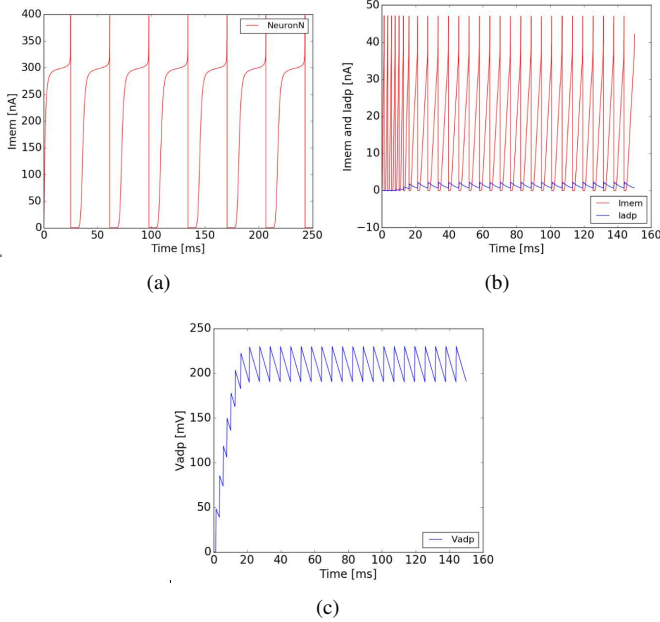 400
350
300
250
200
150
100
50
0
Imem [nA]
NeuronN
0 50 100 150 200 250
Time [ms]
(a)
50
40
30
20
10
0
−10
Imem and Iadp [nA]
Imem
Iadp
0 20 40 60 80 100 120 140 160
Time [ms]
(b)
250
200
150
100
50
0
Vadp [mV]
Vadp
0 20 40 60 80 100 120 140 160
Time [ms]
(c)